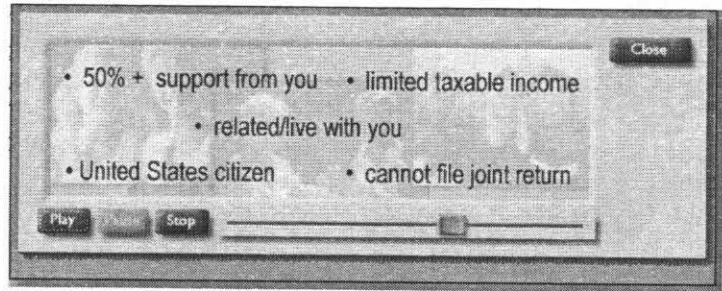 Close
• 50% + support from you • limited taxable income
• related/live with you
• United States citizen • cannot file joint return
Play Pause Stop